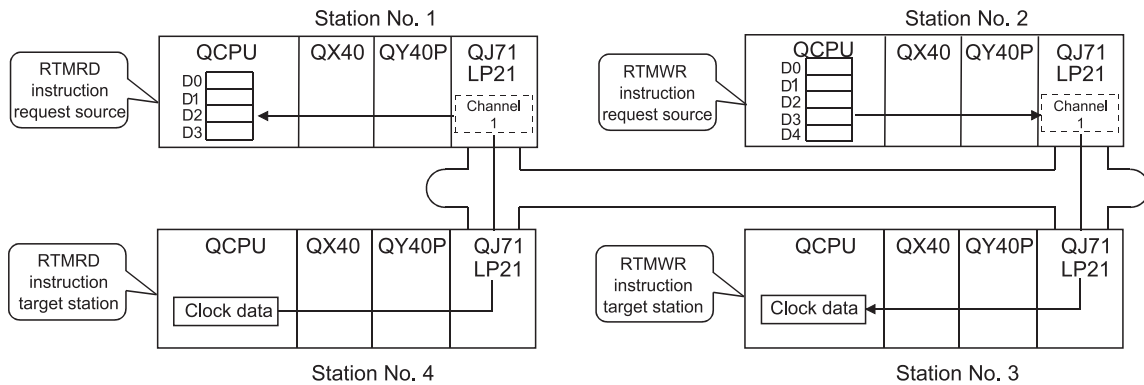 Station No. 1
RTMRD
instruction
request source
QCPU
D0
D1
D2
D3
QX40
QY40P
QJ71
LP21
Channel
1
Station No. 2
RTMWR
instruction
request source
QCPU
D0
D1
D2
D3
D4
QX40
QY40P
QJ71
LP21
Channel
1
RTMRD
instruction
target station
QCPU
Clock data
QX40
QY40P
QJ71
LP21
Station No. 4
RTMWR
instruction
target station
QCPU
Clock data
QX40
QY40P
QJ71
LP21
Station No. 3